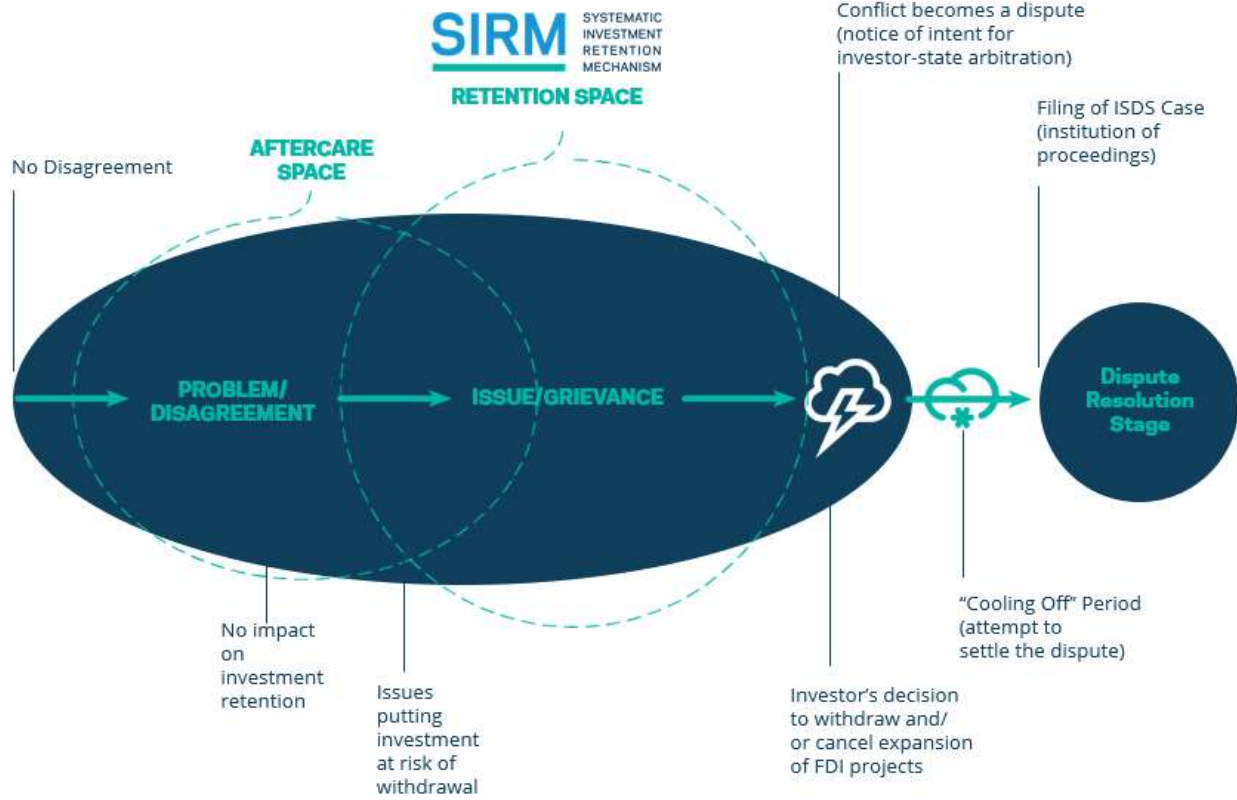 Conflict becomes a dispute
(notice of intent for
investor-state arbitration)
SIRM
SYSTEMATIC
INVESTMENT
RETENTION
MECHANISM
RETENTION SPACE
Filing of ISDS Case
(institution of
proceedings)
AFTERCARE
SPACE
No Disagreement
PROBLEM/
DISAGREEMENT
ISSUE/GRIEVANCE
Dispute
Resolution
Stage
No impact
on
investment
retention
Issues
putting
investment
at risk of
withdrawal
Investor’s decision
to withdraw and/
or cancel expansion
of FDI projects
“Cooling Off” Period
(attempt to
settle the dispute)